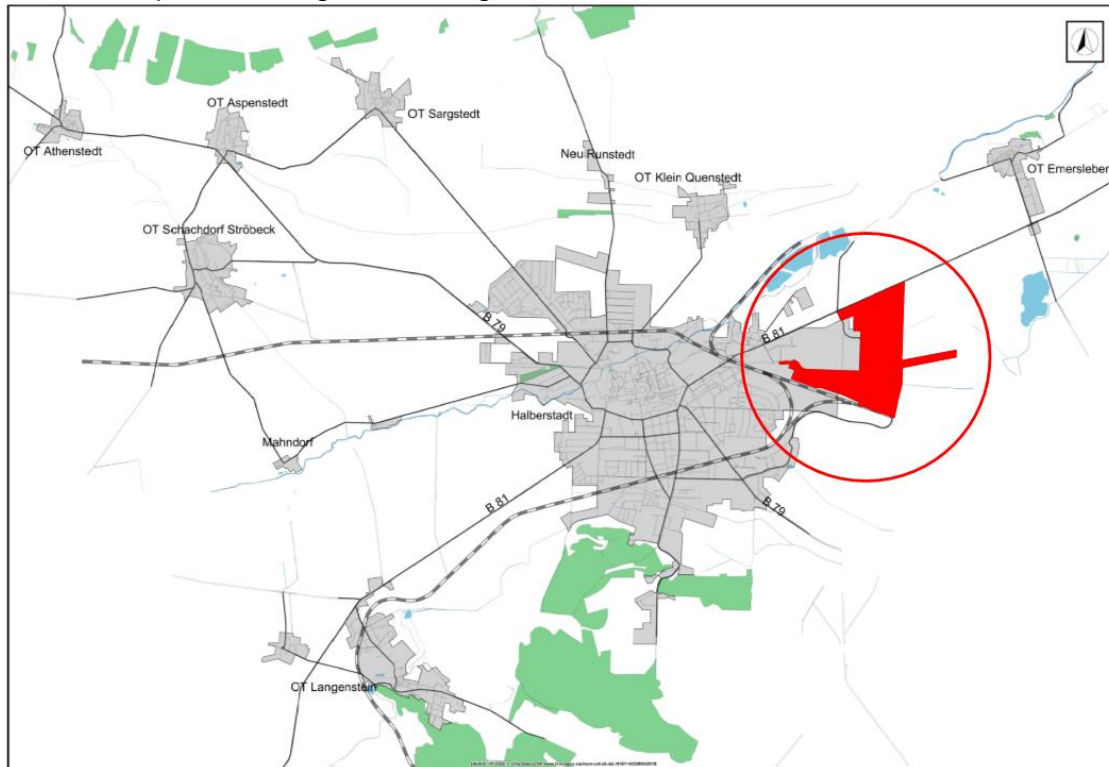 OT Aspenstedt
OT Sargstedt
OT Athenstedt
Neu Runstedt
OT Klein Quenstedt
OT Emersleben
OT Schachdorf Ströbeck
B 79
B 81
Halberstadt
Mahndorf
B 81
B 79
OT Langenstein